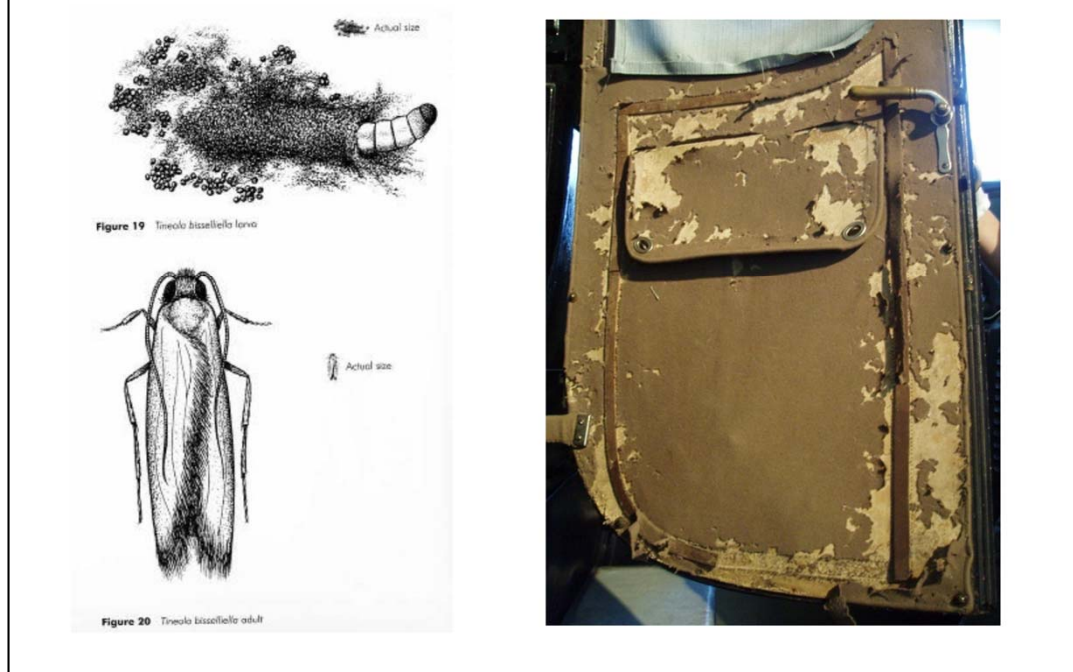 Actual size
Figure 19 Tineola bisselliella larva
Actual size
Figure 20 Tineola bisselliella adult